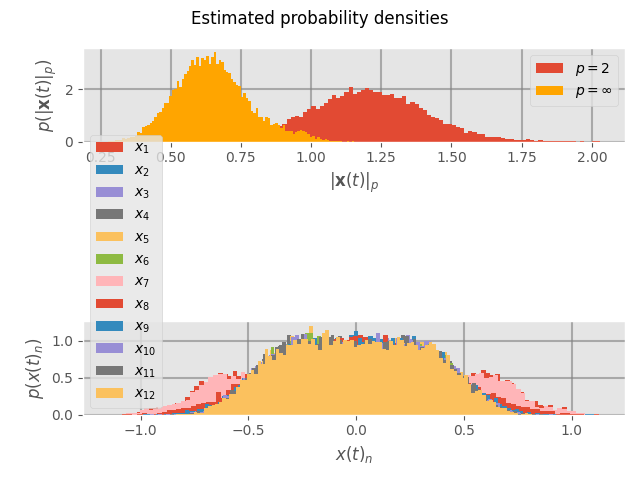 Estimated probability densities
p(|x(t)|_p)
2
0
p = 2
p = ∞
0.25 0.50 0.75 1.00 1.25 1.50 1.75 2.00
|x(t)|_p
x_1
x_2
x_3
x_4
x_5
x_6
x_7
x_8
x_9
x_10
x_11
x_12
p(x(t)_n)
1.0
0.5
0.0
−1.0 −0.5 0.0 0.5 1.0
x(t)_n